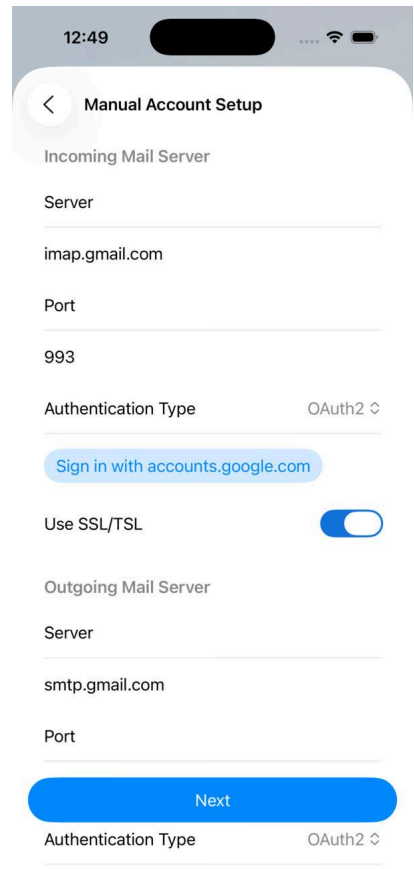 12:49
Manual Account Setup
Incoming Mail Server
Server
imap.gmail.com
Port
993
Authentication Type OAuth2
Sign in with accounts.google.com
Use SSL/TSL
Outgoing Mail Server
Server
smtp.gmail.com
Port
Next
Authentication Type OAuth2